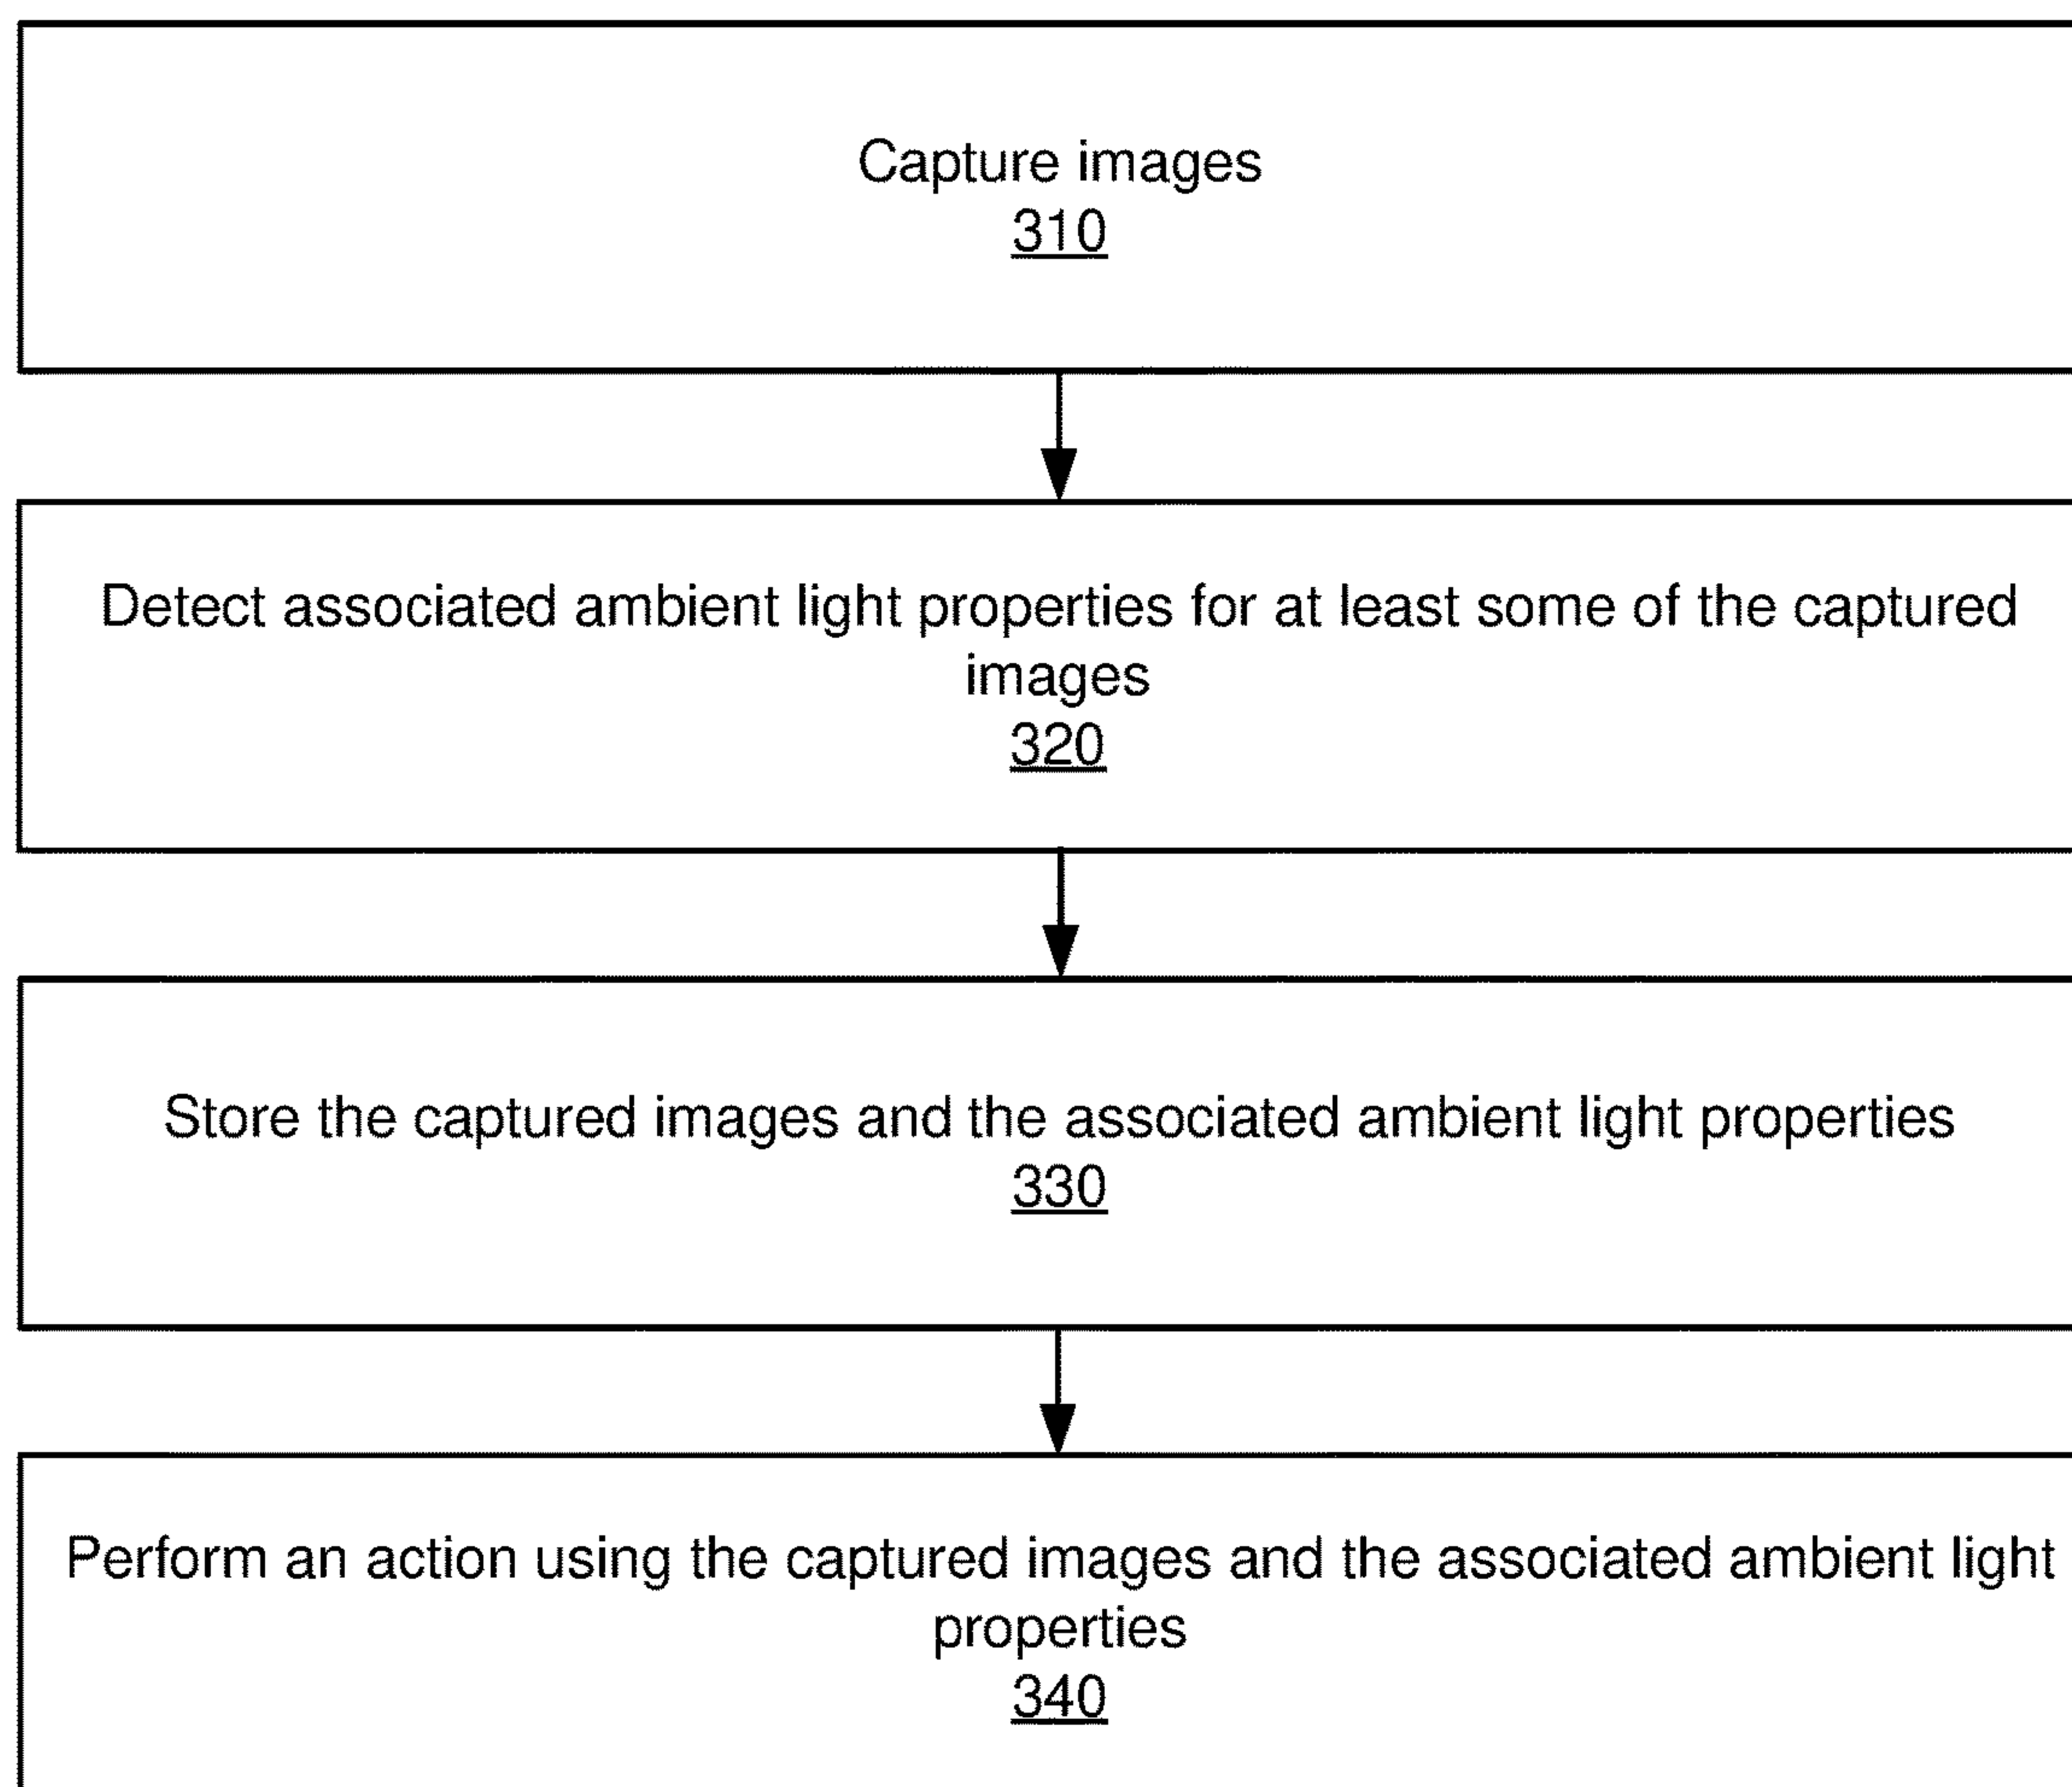 Capture images
310
Detect associated ambient light properties for at least some of the captured
images
320
Store the captured images and the associated ambient light properties
330
Perform an action using the captured images and the associated ambient light
properties
340